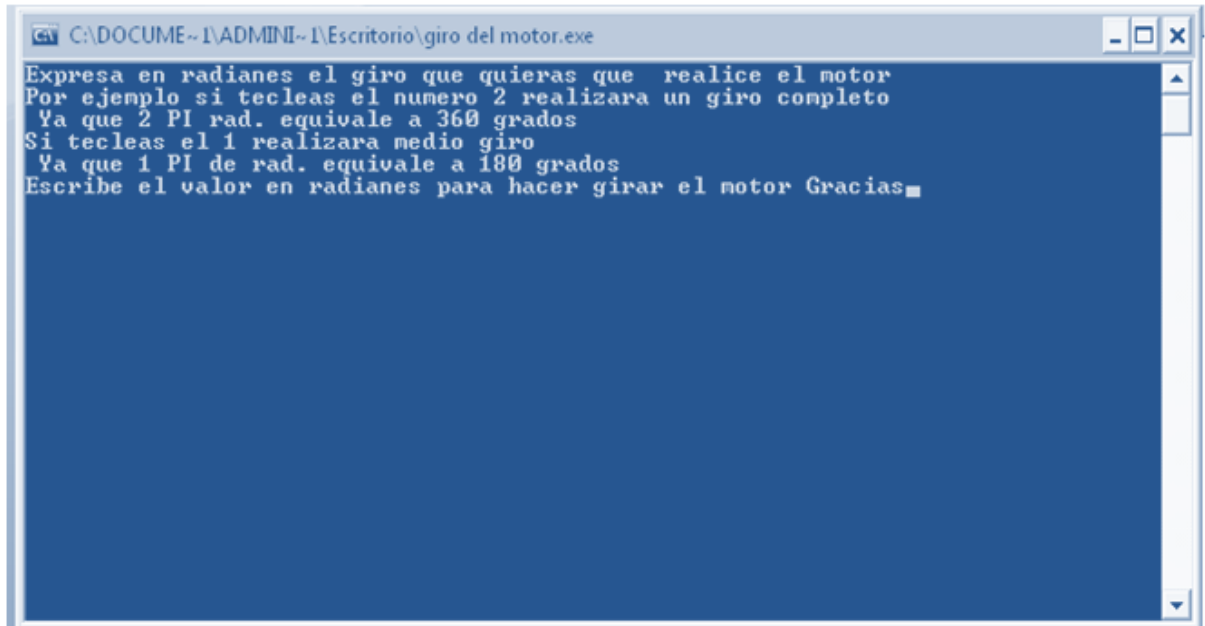 C:\DOCUME~1\ADMINI~1\Escritorio\giro del motor.exe
Expresa en radianes el giro que quieras que  realice el motor
Por ejemplo si tecleas el numero 2 realizara un giro completo
 Ya que 2 PI rad. equivale a 360 grados
Si tecleas el 1 realizara medio giro
 Ya que 1 PI de rad. equivale a 180 grados
Escribe el valor en radianes para hacer girar el motor Gracias